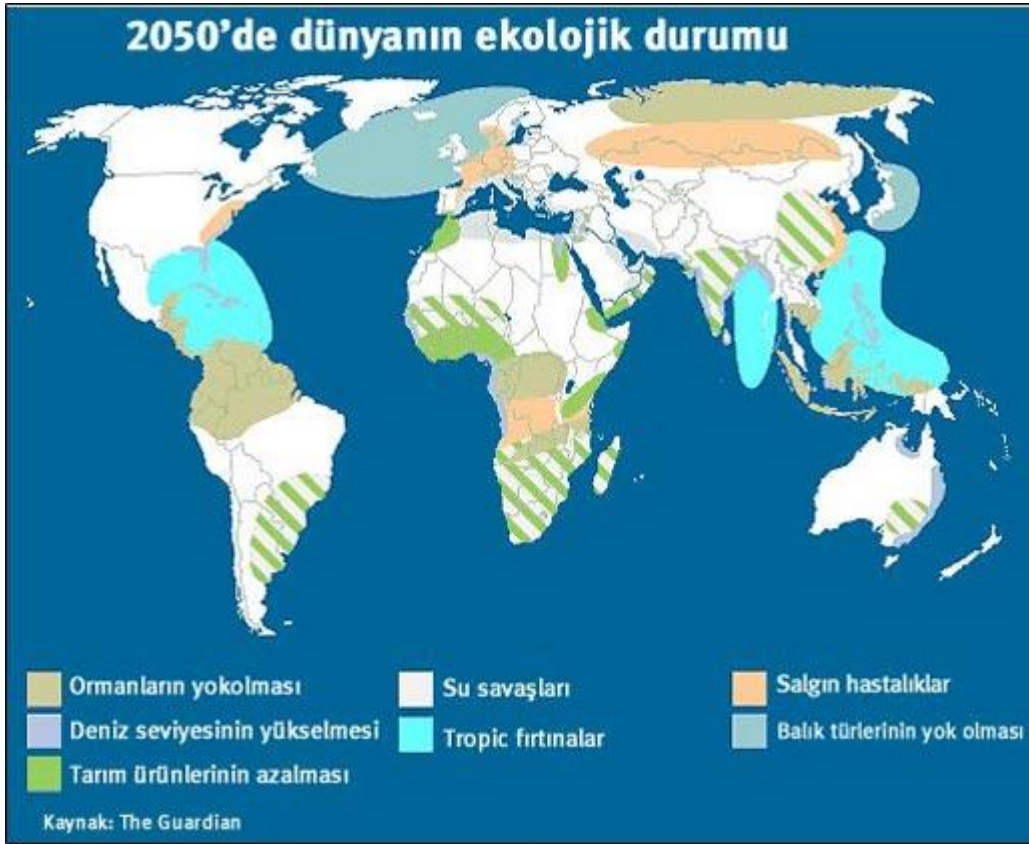 2050'de dünyanın ekolojik durumu
Ormanların yokolması
Deniz seviyesinin yükselmesi
Tarım ürünlerinin azalması
Su savaşları
Tropic fırtınalar
Salgın hastalıklar
Balık türlerinin yok olması
Kaynak: The Guardian